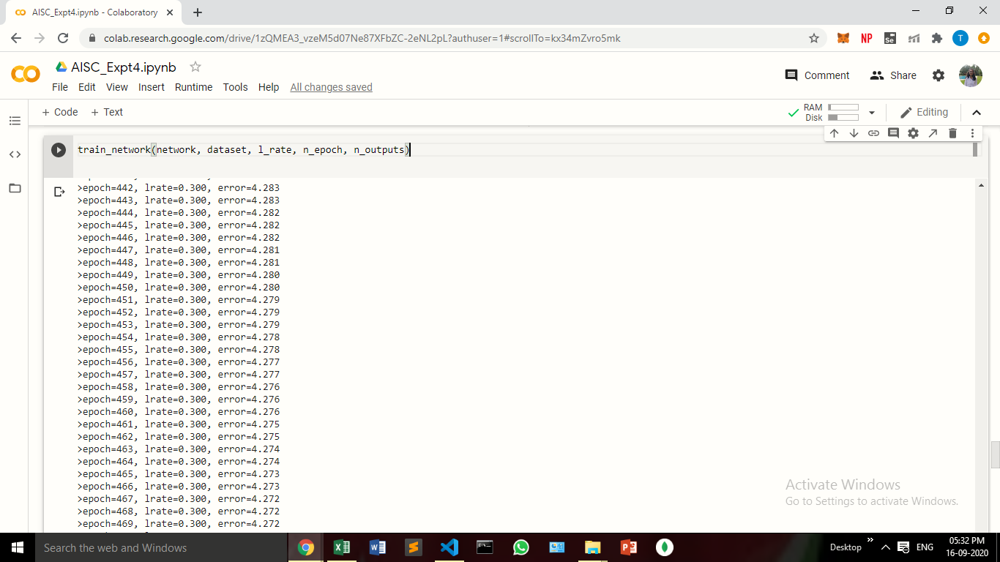 AISC_Expt4.ipynb - Colaboratory
colab.research.google.com/drive/1zQMEA3_vzeM5d07Ne87XFbZC-2eNL2pL?authuser=1#scrollTo=kx34mZvro5mk
NP
Se
T
AISC_Expt4.ipynb
Comment
Share
File Edit View Insert Runtime Tools Help All changes saved
+ Code + Text
RAM
Disk
Editing
train_network(network, dataset, l_rate, n_epoch, n_outputs)
>epoch=442, lrate=0.300, error=4.283
>epoch=443, lrate=0.300, error=4.283
>epoch=444, lrate=0.300, error=4.282
>epoch=445, lrate=0.300, error=4.282
>epoch=446, lrate=0.300, error=4.282
>epoch=447, lrate=0.300, error=4.281
>epoch=448, lrate=0.300, error=4.281
>epoch=449, lrate=0.300, error=4.280
>epoch=450, lrate=0.300, error=4.280
>epoch=451, lrate=0.300, error=4.279
>epoch=452, lrate=0.300, error=4.279
>epoch=453, lrate=0.300, error=4.279
>epoch=454, lrate=0.300, error=4.278
>epoch=455, lrate=0.300, error=4.278
>epoch=456, lrate=0.300, error=4.277
>epoch=457, lrate=0.300, error=4.277
>epoch=458, lrate=0.300, error=4.276
>epoch=459, lrate=0.300, error=4.276
>epoch=460, lrate=0.300, error=4.276
>epoch=461, lrate=0.300, error=4.275
>epoch=462, lrate=0.300, error=4.275
>epoch=463, lrate=0.300, error=4.274
>epoch=464, lrate=0.300, error=4.274
>epoch=465, lrate=0.300, error=4.273
>epoch=466, lrate=0.300, error=4.273
>epoch=467, lrate=0.300, error=4.272
>epoch=468, lrate=0.300, error=4.272
>epoch=469, lrate=0.300, error=4.272
Activate Windows
Go to Settings to activate Windows.
Search the web and Windows
Desktop
ENG
05:32 PM
16-09-2020